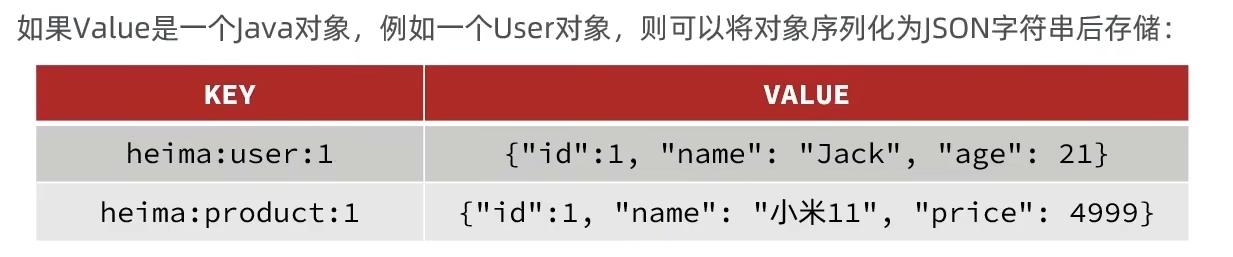 如果Value是一个Java对象，例如一个User对象，则可以将对象序列化为JSON字符串后存储：
KEY VALUE
heima:user:1 {"id":1, "name": "Jack", "age": 21}
heima:product:1 {"id":1, "name": "小米11", "price": 4999}